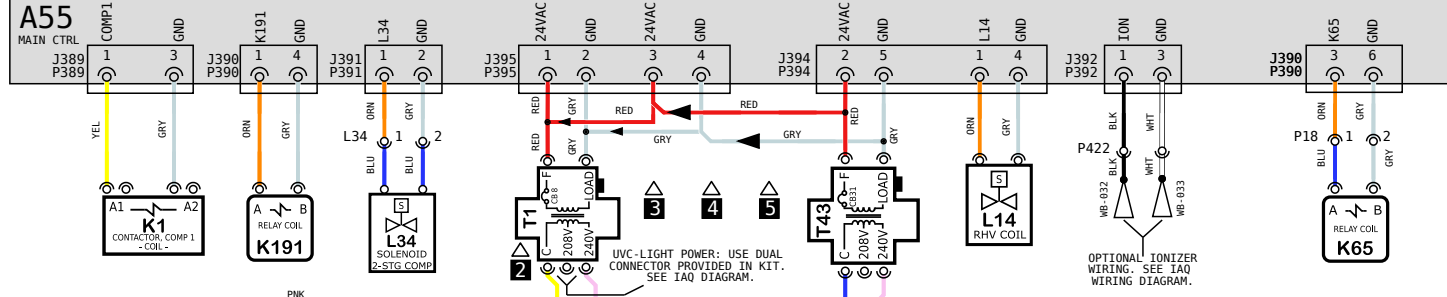 A55
MAIN CTRL
COMP1
GND
K191
GND
L34
GND
24VAC
GND
24VAC
GND
24VAC
GND
L14
GND
ION
GND
K65
GND
J389 1 3
P389
J390 1 4
P390
J391 1 2
P391
J395 1 2 3 4
P395
J394 2 5
P394
1 4
J392 1 3
P392
J390 3 6
P390
YEL
GRY
ORN
GRY
ORN
GRY
RED
GRY
RED
RED
RED
GRY
GRY
RED
GRY
RED
GRY
ORN
GRY
BLK
WHT
ORN
GRY
L34 1 2
BLU
BLU
P422
BLK
WHT
P18 1 2
BLU
GRY
WB-032
WB-033
A1 A2
K1
CONTACTOR, COMP 1
- COIL -
A B
RELAY COIL
K191
S
L34
SOLENOID
2-STG COMP
T1
F
CB8
LOAD
C
208V
240V
2
3
4
5
UVC-LIGHT POWER: USE DUAL
CONNECTOR PROVIDED IN KIT.
SEE IAQ DIAGRAM.
T43
F
CB31
LOAD
C
208V
240V
S
L14
RHV COIL
OPTIONAL IONIZER
WIRING. SEE IAQ
WIRING DIAGRAM.
A B
RELAY COIL
K65
PNK